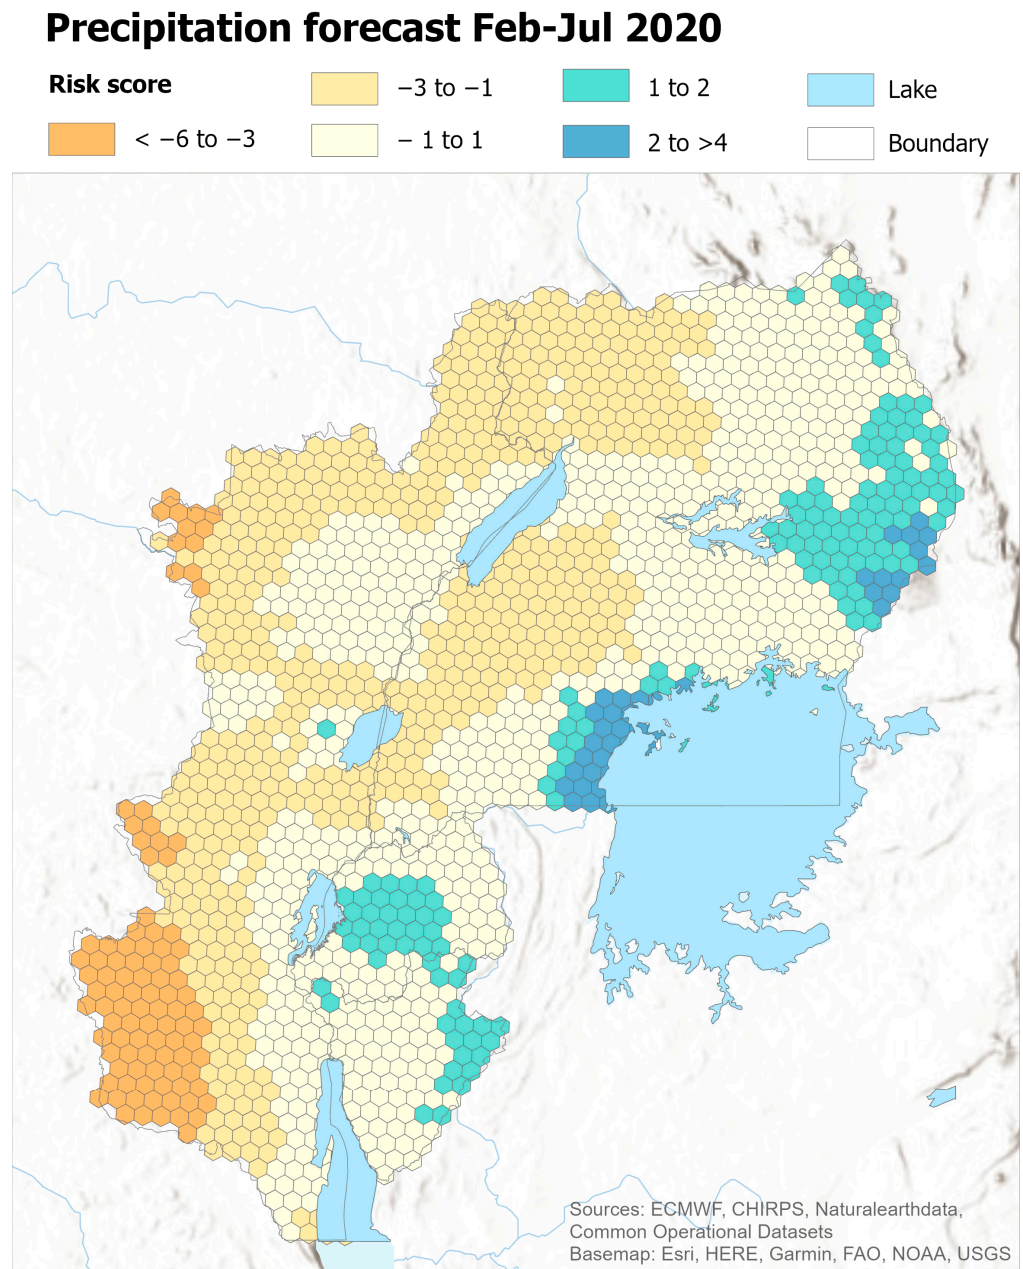 Precipitation forecast Feb-Jul 2020
Risk score
< −6 to −3
−3 to −1
− 1 to 1
1 to 2
2 to >4
Lake
Boundary
Sources: ECMWF, CHIRPS, Naturalearthdata,
Common Operational Datasets
Basemap: Esri, HERE, Garmin, FAO, NOAA, USGS